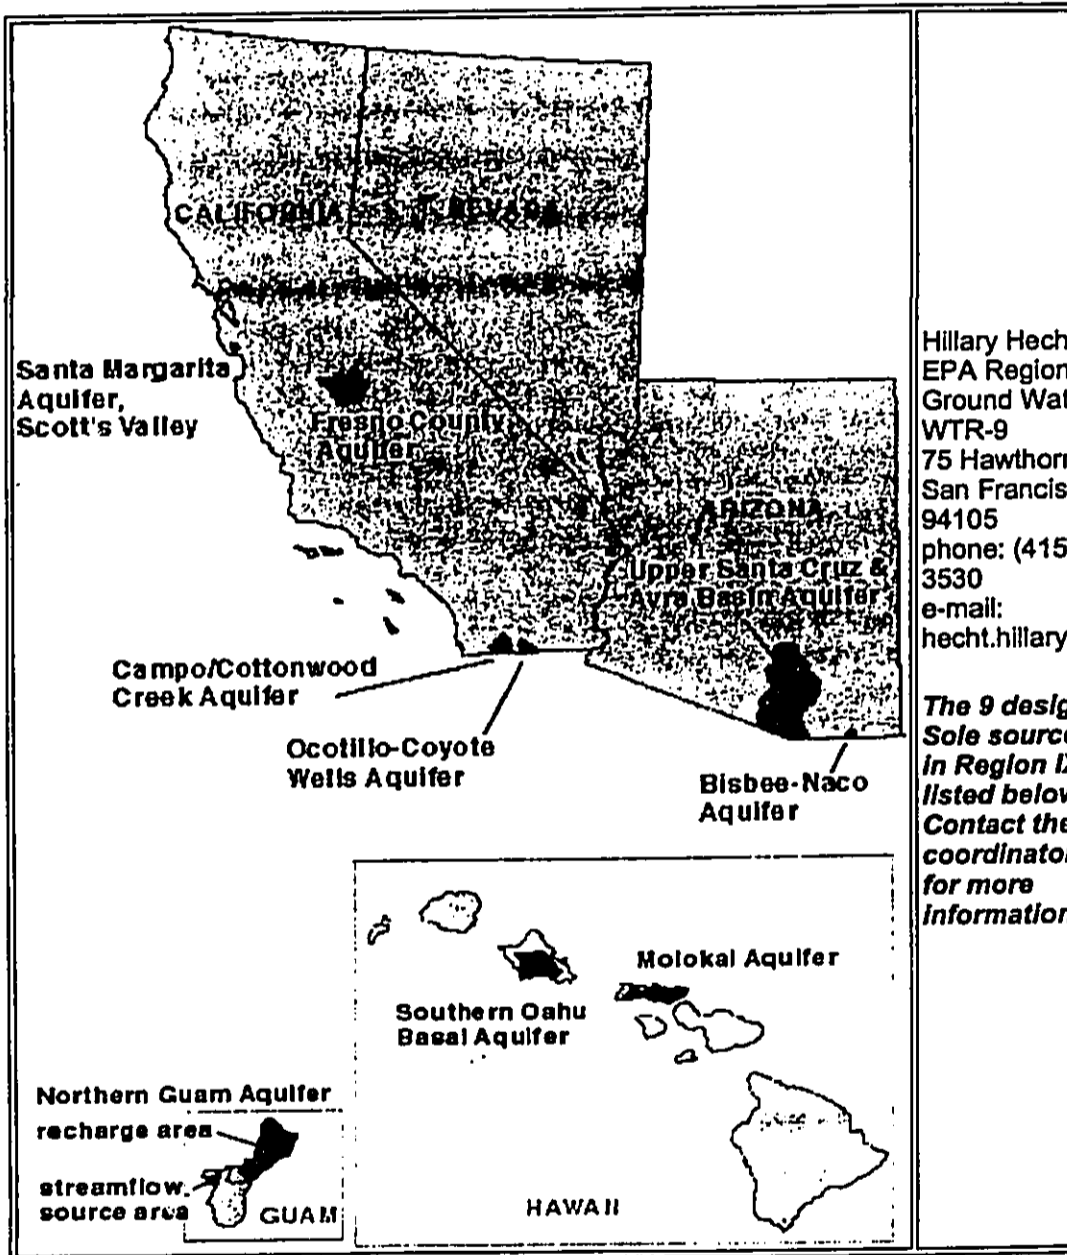 CALIFORNIA
NEVADA
Santa Margarita
Aquifer,
Scott's Valley
Fresno County
Aquifer
ARIZONA
Upper Santa Cruz &
Avra Basin Aquifer
Campo/Cottonwood
Creek Aquifer
Ocotillo-Coyote
Wells Aquifer
Bisbee-Naco
Aquifer
Molokai Aquifer
Southern Oahu
Basal Aquifer
HAWAII
Northern Guam Aquifer
recharge area
streamflow
source area
GUAM
Hillary Hech
EPA Region
Ground Wat
WTR-9
75 Hawthorn
San Francis
94105
phone: (415
3530
e-mail:
hecht.hillary
The 9 desig
Sole source
in Region IX
listed below
Contact the
coordinator
for more
information